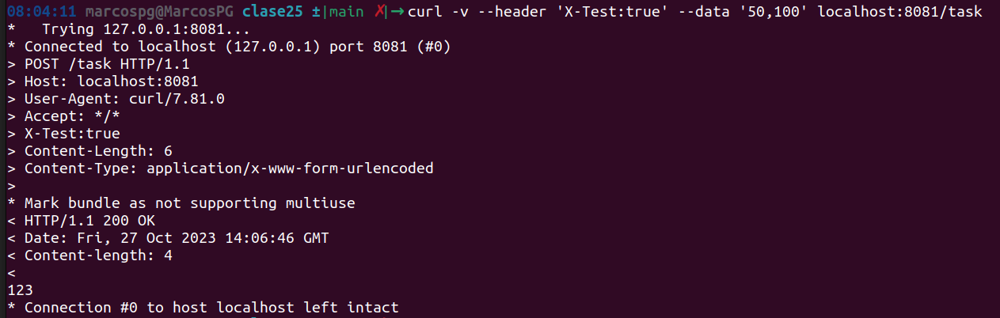 08:04:11 marcospg@MarcosPG clase25 ±|main ✗|→curl -v --header 'X-Test:true' --data '50,100' localhost:8081/task
*   Trying 127.0.0.1:8081...
* Connected to localhost (127.0.0.1) port 8081 (#0)
> POST /task HTTP/1.1
> Host: localhost:8081
> User-Agent: curl/7.81.0
> Accept: */*
> X-Test:true
> Content-Length: 6
> Content-Type: application/x-www-form-urlencoded
>
* Mark bundle as not supporting multiuse
< HTTP/1.1 200 OK
< Date: Fri, 27 Oct 2023 14:06:46 GMT
< Content-length: 4
<
123
* Connection #0 to host localhost left intact